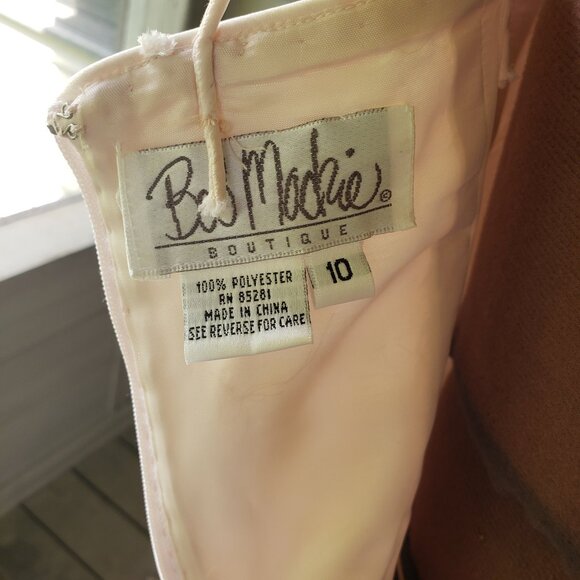 Bob Mackie ©
BOUTIQUE
10
100% POLYESTER
RN 85281
MADE IN CHINA
SEE REVERSE FOR CARE